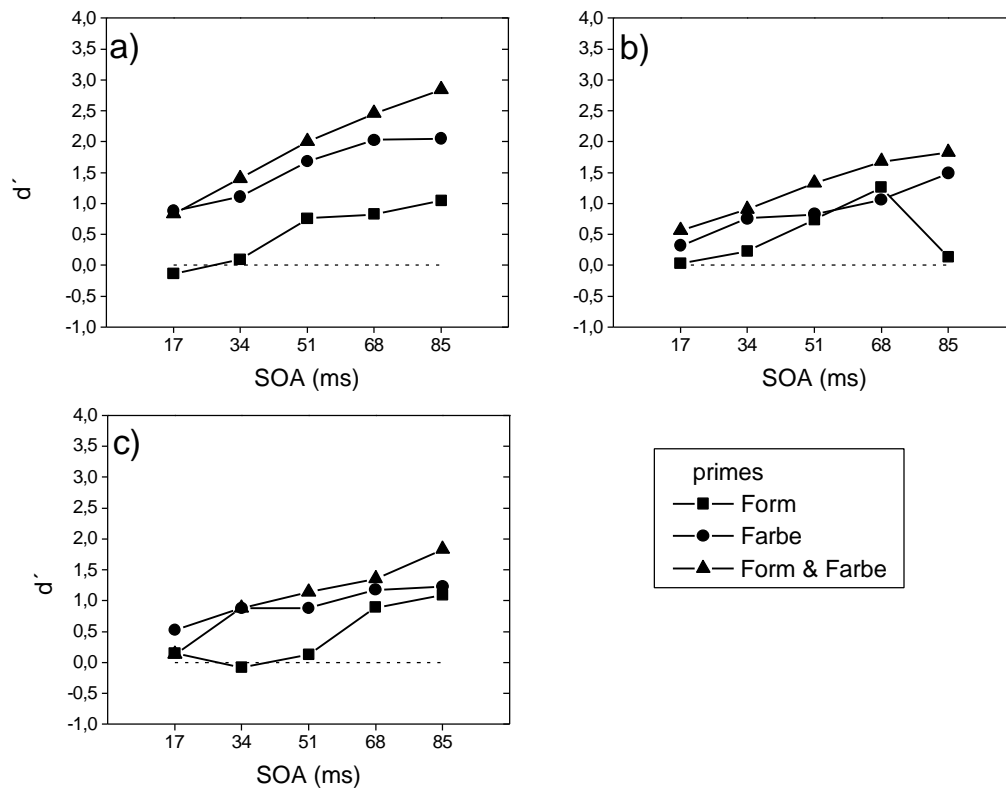 a)
4,0
3,5
3,0
2,5
2,0
1,5
1,0
0,5
0,0
-0,5
-1,0
d´
17 34 51 68 85
SOA (ms)
b)
4,0
3,5
3,0
2,5
2,0
1,5
1,0
0,5
0,0
-0,5
-1,0
17 34 51 68 85
SOA (ms)
c)
4,0
3,5
3,0
2,5
2,0
1,5
1,0
0,5
0,0
-0,5
-1,0
d´
17 34 51 68 85
SOA (ms)
primes
Form
Farbe
Form & Farbe